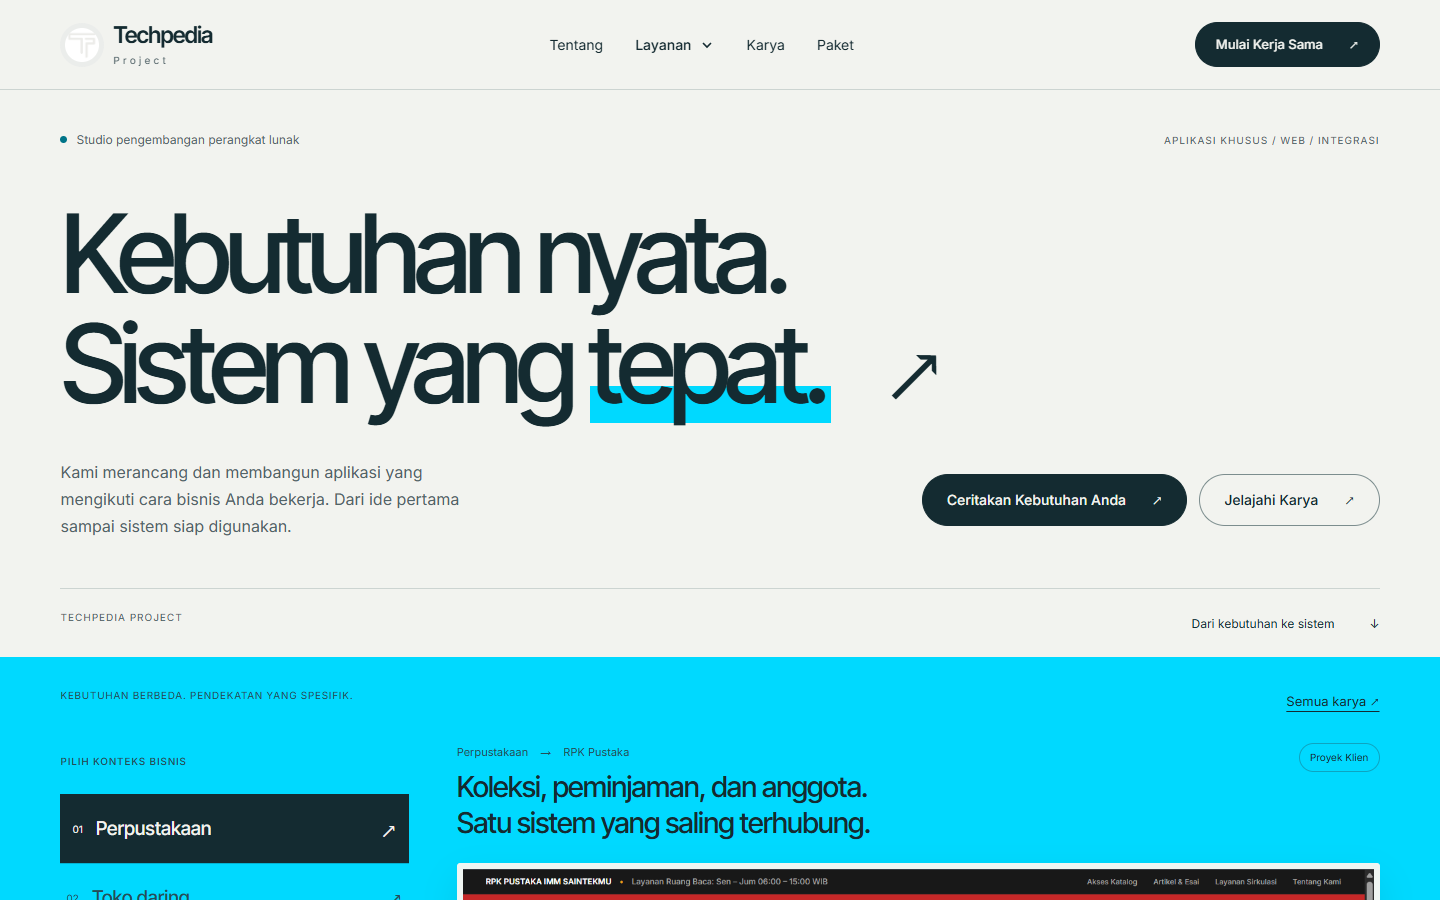 TP
Techpedia
Project
Tentang
Layanan
Karya
Paket
Mulai Kerja Sama ↗
Studio pengembangan perangkat lunak
APLIKASI KHUSUS / WEB / INTEGRASI
Kebutuhan nyata.
Sistem yang tepat. ↗
Kami merancang dan membangun aplikasi yang
mengikuti cara bisnis Anda bekerja. Dari ide pertama
sampai sistem siap digunakan.
Ceritakan Kebutuhan Anda ↗
Jelajahi Karya ↗
TECHPEDIA PROJECT
Dari kebutuhan ke sistem ↓
KEBUTUHAN BERBEDA. PENDEKATAN YANG SPESIFIK.
Semua karya ↗
PILIH KONTEKS BISNIS
01 Perpustakaan ↗
02 Toko daring ↗
Perpustakaan → RPK Pustaka
Proyek Klien
Koleksi, peminjaman, dan anggota.
Satu sistem yang saling terhubung.
RPK PUSTAKA IMM SAINTEKMU • Layanan Ruang Baca: Sen – Jum 06:00 – 15:00 WIB
Akses Katalog
Artikel & Esai
Layanan Sirkulasi
Tentang Kami